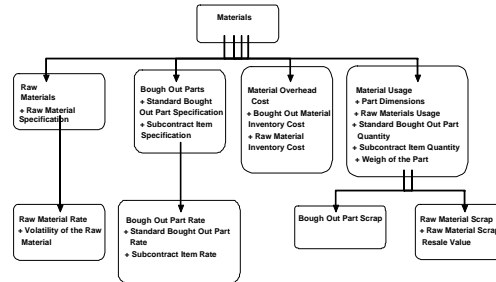 Materials
Raw
Materials
+ Raw Material
Specification
Bough Out Parts
+ Standard Bought
Out Part Specification
+ Subcontract Item
Specification
Material Overhead
Cost
+ Bought Out Material
Inventory Cost
+ Raw Material
Inventory Cost
Material Usage
+ Part Dimensions
+ Raw Materials Usage
+ Standard Bought Out Part
Quantity
+ Subcontract Item Quantity
+ Weigh of the Part
Raw Material Rate
+ Volatility of the Raw
Material
Bough Out Part Rate
+ Standard Bought Out Part
Rate
+ Subcontract Item Rate
Bough Out Part Scrap
Raw Material Scrap
+ Raw Material Scrap
Resale Value